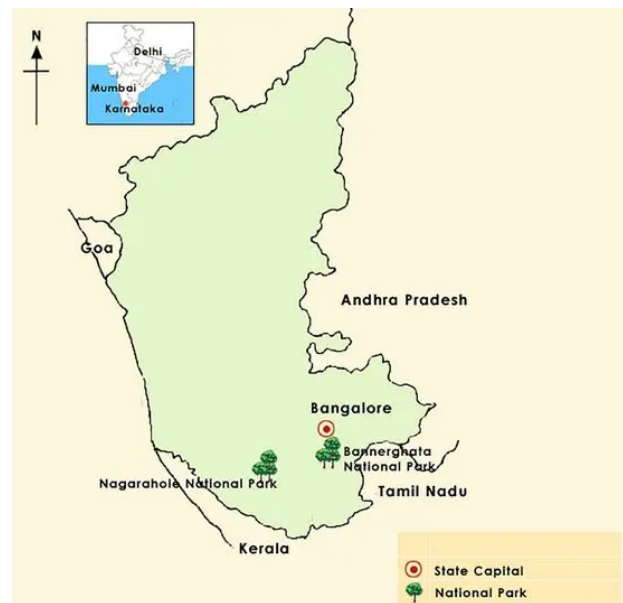 N
Delhi
Mumbai
Karnataka
Goa
Andhra Pradesh
Bangalore
Bannerghata
National Park
Nagarahole National Park
Tamil Nadu
Kerala
State Capital
National Park